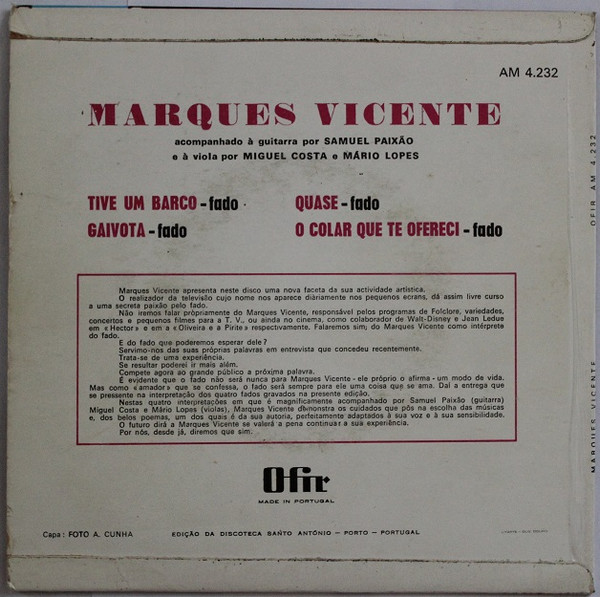 AM 4.232
MARQUES VICENTE
acompanhado à guitarra por SAMUEL PAIXÃO
e à viola por MIGUEL COSTA e MÁRIO LOPES
TIVE UM BARCO - fado
GAIVOTA - fado
QUASE - fado
O COLAR QUE TE OFERECI - fado
Marques Vicente apresenta neste disco uma nova faceta da sua actividade artística.
O realizador da televisão cujo nome nos aparece diàriamente nos pequenos ecrans, dá assim livre curso
a uma secreta paixão pelo fado.
Não iremos falar pròpriamente do Marques Vicente, responsável pelos programas de Folclore, variedades,
concertos e pequenos filmes para a T. V., ou ainda no cinema, como colaborador de Walt-Disney e Jean Ledue
em «Hector» e em a «Oliveira e a Pirite» respectivamente. Falaremos sim, do Marques Vicente como intérprete
do fado.
E do fado que poderemos esperar dele?
Servimo-nos das suas próprias palavras em entrevista que concedeu recentemente.
Trata-se de uma experiência.
Se resultar poderei ir mais além.
Compete agora ao grande público a próxima palavra.
É evidente que o fado não será nunca para Marques Vicente - ele próprio o afirma - um modo de vida.
Mas como «amador» que se confessa, o fado será sempre para ele uma coisa que se ama. Daí a entrega que
se pressente na interpretação dos quatro fados gravados na presente edição.
Nestas quatro interpretações em que é magnìficamente acompanhado por Samuel Paixão (guitarra)
Miguel Costa e Mário Lopes (violas), Marques Vicente demonstra os cuidados que pôs na escolha das músicas
e, dos belos poemas, um dos quais é da sua autoria, perfeitamente adaptados à sua voz e à sua sensibilidade.
O futuro dirá a Marques Vicente se valerá a pena continuar a sua experiência.
Por nós, desde já, diremos que sim.
Ofir
MADE IN PORTUGAL
Capa: FOTO A. CUNHA
EDIÇÃO DA DISCOTECA SANTO ANTÓNIO — PORTO — PORTUGAL
OFIR AM 4.232
MARQUES VICENTE